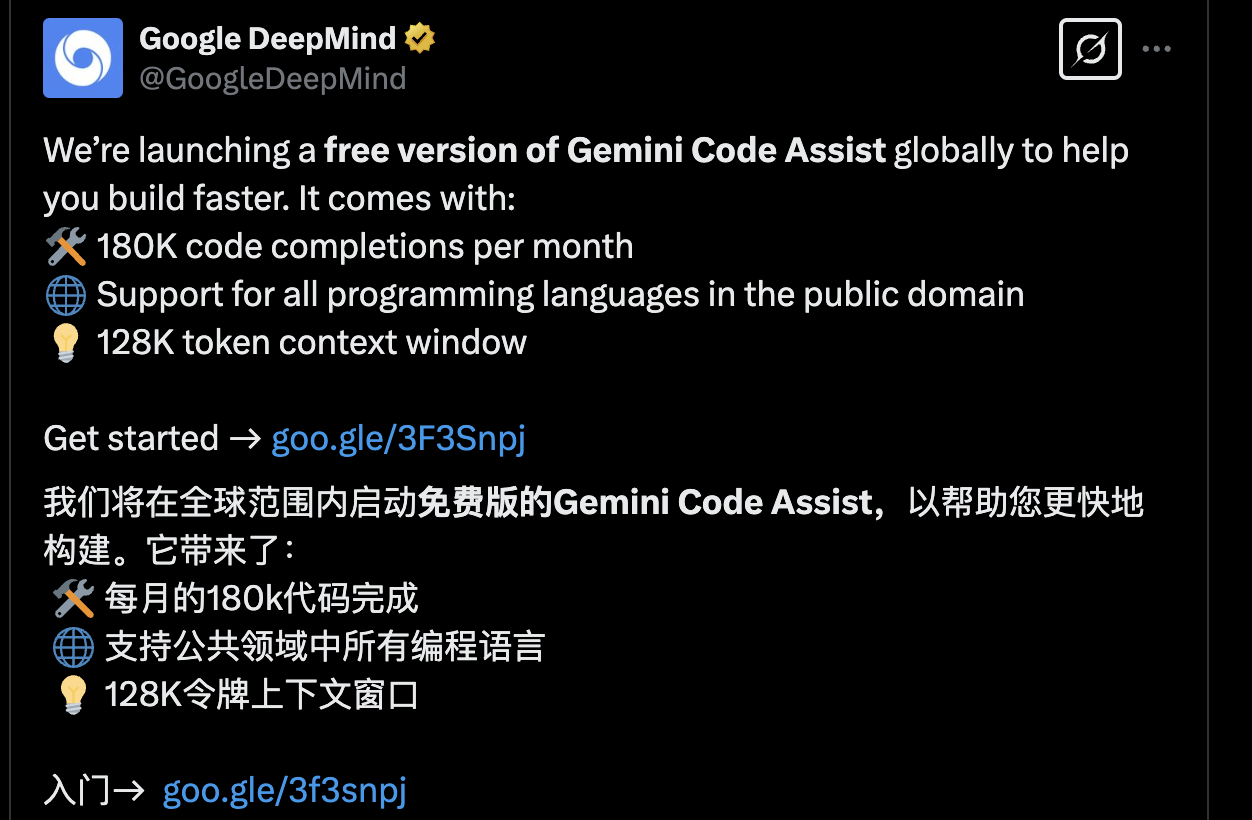 Google DeepMind
@GoogleDeepMind
We’re launching a free version of Gemini Code Assist globally to help
you build faster. It comes with:
🛠️ 180K code completions per month
🌐 Support for all programming languages in the public domain
💡 128K token context window
Get started → goo.gle/3F3Snpj
我们将在全球范围内启动免费版的Gemini Code Assist，以帮助您更快地
构建。它带来了：
🛠️ 每月的180k代码完成
🌐 支持公共领域中所有编程语言
💡 128K令牌上下文窗口
入门→ goo.gle/3f3snpj